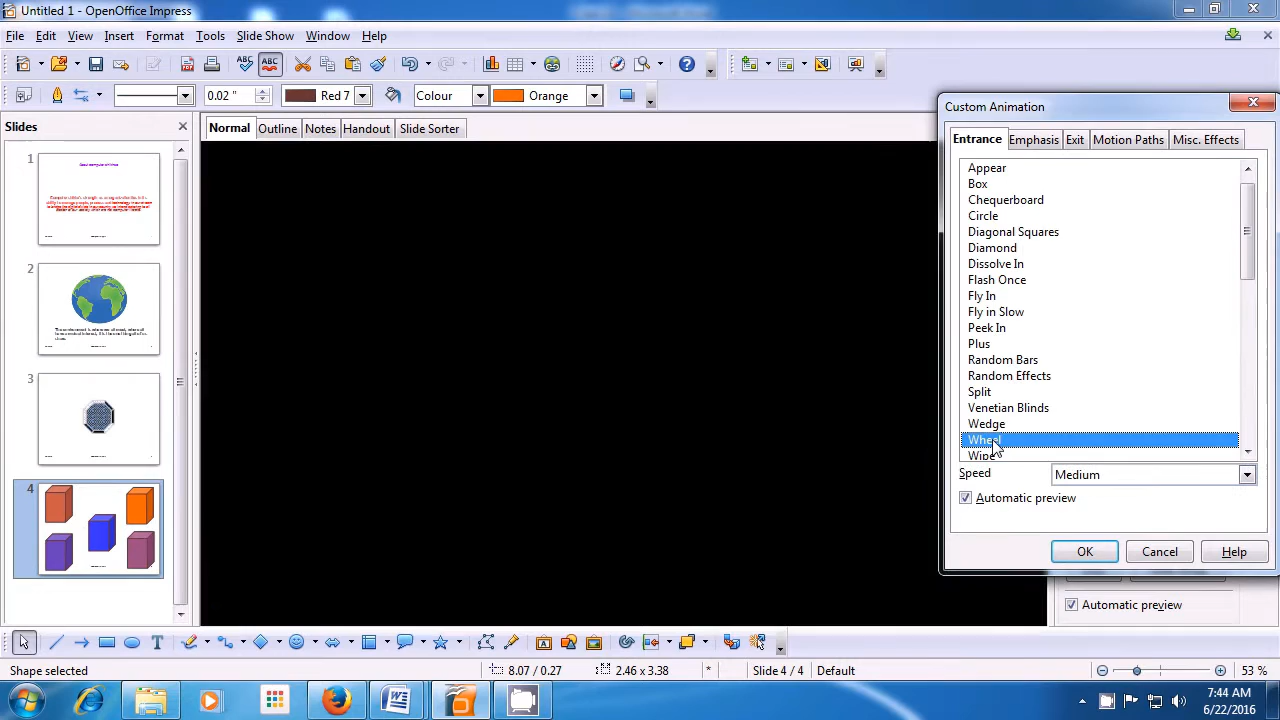 Untitled 1 - OpenOffice Impress
File Edit View Insert Format Tools Slide Show Window Help
0.02 " Red 7 Colour Orange
Slides
Normal Outline Notes Handout Slide Sorter
1
2
3
4
Custom Animation
Entrance Emphasis Exit Motion Paths Misc. Effects
Appear
Box
Chequerboard
Circle
Diagonal Squares
Diamond
Dissolve In
Flash Once
Fly In
Fly in Slow
Peek In
Plus
Random Bars
Random Effects
Split
Venetian Blinds
Wedge
Wheel
Wipe
Speed Medium
Automatic preview
OK Cancel Help
Automatic preview
Shape selected 8.07 / 0.27 2.46 x 3.38 * Slide 4 / 4 Default 53 %
7:44 AM
6/22/2016